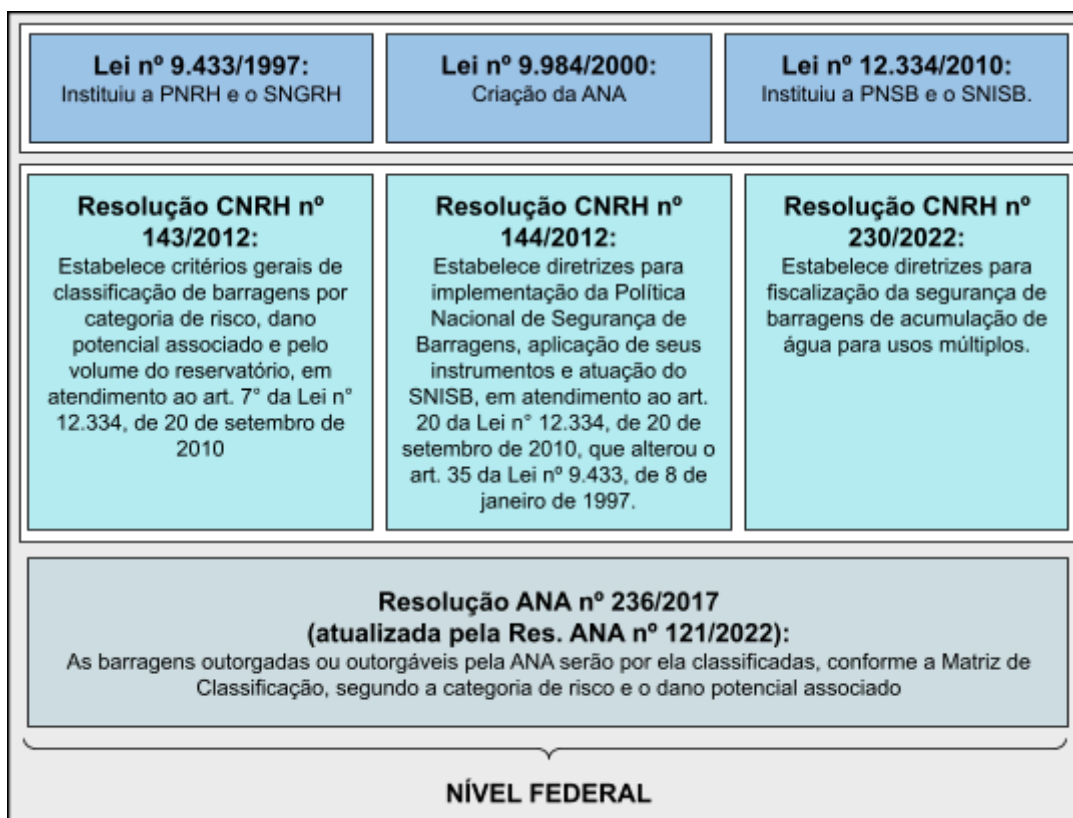 Lei nº 9.433/1997:
Instituiu a PNRH e o SNGRH
Lei nº 9.984/2000:
Criação da ANA
Lei nº 12.334/2010:
Instituiu a PNSB e o SNISB.
Resolução CNRH nº
143/2012:
Estabelece critérios gerais de
classificação de barragens por
categoria de risco, dano
potencial associado e pelo
volume do reservatório, em
atendimento ao art. 7° da Lei n°
12.334, de 20 de setembro de
2010
Resolução CNRH nº
144/2012:
Estabelece diretrizes para
implementação da Política
Nacional de Segurança de
Barragens, aplicação de seus
instrumentos e atuação do
SNISB, em atendimento ao art.
20 da Lei n° 12.334, de 20 de
setembro de 2010, que alterou o
art. 35 da Lei nº 9.433, de 8 de
janeiro de 1997.
Resolução CNRH nº
230/2022:
Estabelece diretrizes para
fiscalização da segurança de
barragens de acumulação de
água para usos múltiplos.
Resolução ANA nº 236/2017
(atualizada pela Res. ANA nº 121/2022):
As barragens outorgadas ou outorgáveis pela ANA serão por ela classificadas, conforme a Matriz de
Classificação, segundo a categoria de risco e o dano potencial associado
NÍVEL FEDERAL